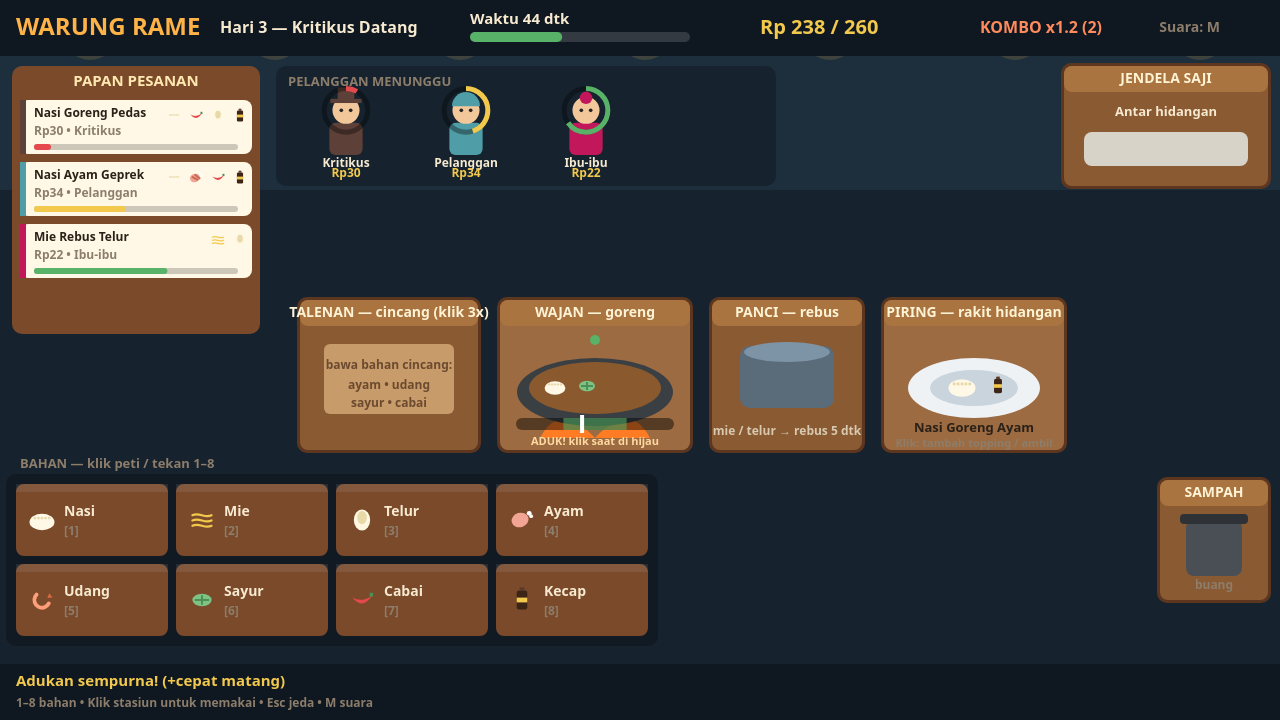 WARUNG RAME
Hari 3 — Kritikus Datang
Waktu 44 dtk
Rp 238 / 260
KOMBO x1.2 (2)
Suara: M
PAPAN PESANAN
Nasi Goreng Pedas
Rp30 • Kritikus
Nasi Ayam Geprek
Rp34 • Pelanggan
Mie Rebus Telur
Rp22 • Ibu-ibu
PELANGGAN MENUNGGU
Kritikus
Rp30
Pelanggan
Rp34
Ibu-ibu
Rp22
JENDELA SAJI
Antar hidangan
TALENAN — cincang (klik 3x)
bawa bahan cincang:
ayam • udang
sayur • cabai
WAJAN — goreng
ADUK! klik saat di hijau
PANCI — rebus
mie / telur → rebus 5 dtk
PIRING — rakit hidangan
Nasi Goreng Ayam
Klik: tambah topping / ambil
BAHAN — klik peti / tekan 1–8
Nasi
[1]
Mie
[2]
Telur
[3]
Ayam
[4]
Udang
[5]
Sayur
[6]
Cabai
[7]
Kecap
[8]
SAMPAH
buang
Adukan sempurna! (+cepat matang)
1–8 bahan • Klik stasiun untuk memakai • Esc jeda • M suara